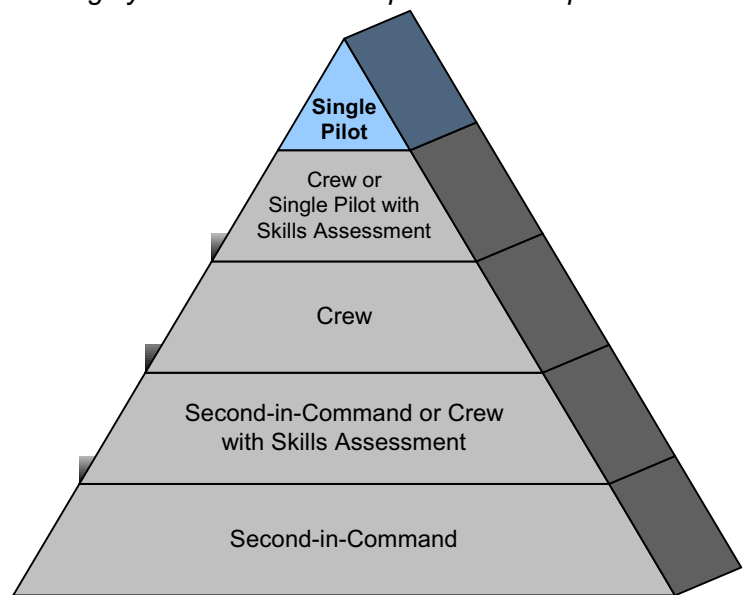 Single
Pilot
Crew or
Single Pilot with
Skills Assessment
Crew
Second-in-Command or Crew
with Skills Assessment
Second-in-Command